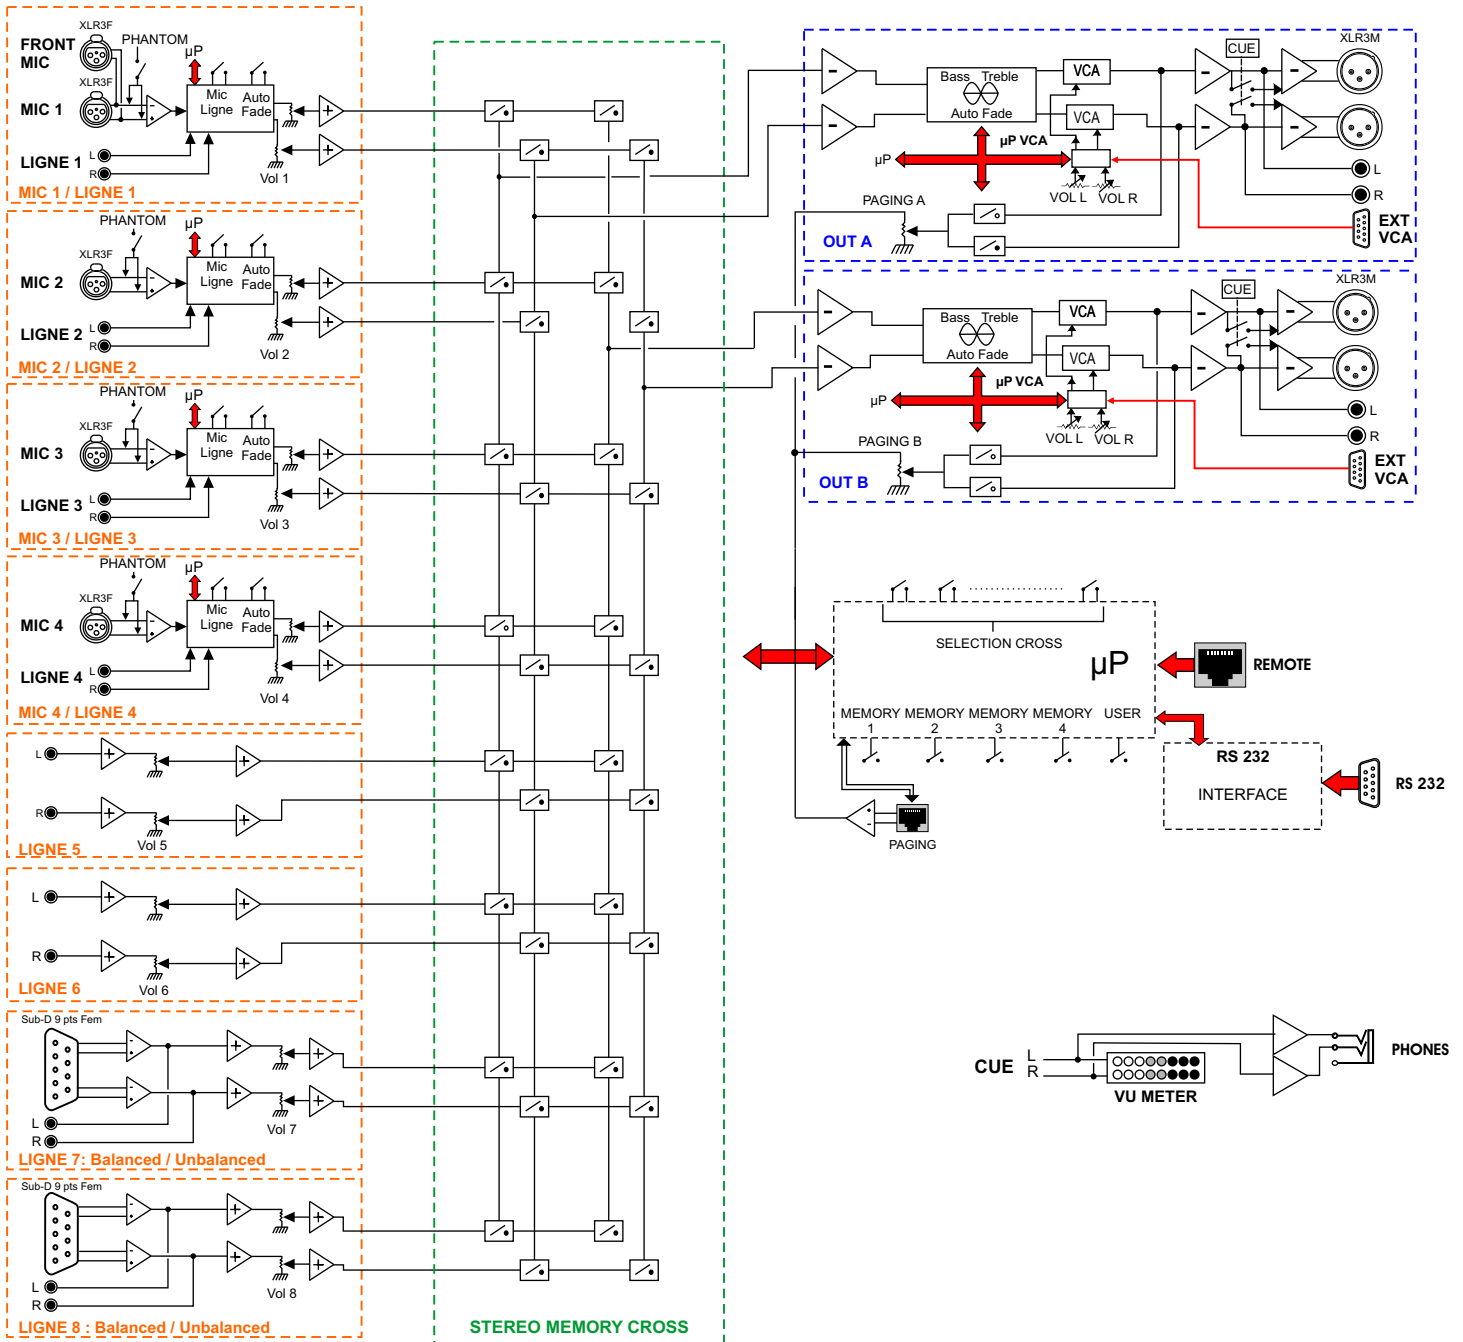 XLR3F
FRONT
MIC
PHANTOM
µP
XLR3F
MIC 1
Mic
Ligne
Auto
Fade
LIGNE 1
L
R
Vol 1
MIC 1 / LIGNE 1
PHANTOM
µP
XLR3F
MIC 2
Mic
Ligne
Auto
Fade
LIGNE 2
L
R
Vol 2
MIC 2 / LIGNE 2
PHANTOM
µP
XLR3F
MIC 3
Mic
Ligne
Auto
Fade
LIGNE 3
L
R
Vol 3
MIC 3 / LIGNE 3
PHANTOM
µP
XLR3F
MIC 4
Mic
Ligne
Auto
Fade
LIGNE 4
L
R
Vol 4
MIC 4 / LIGNE 4
L
R
Vol 5
LIGNE 5
L
R
Vol 6
LIGNE 6
Sub-D 9 pts Fem
L
R
Vol 7
LIGNE 7: Balanced / Unbalanced
Sub-D 9 pts Fem
L
R
Vol 8
LIGNE 8 : Balanced / Unbalanced
STEREO MEMORY CROSS
Bass Treble
Auto Fade
VCA
VCA
CUE
XLR3M
µP VCA
µP
VOL L
VOL R
L
R
PAGING A
OUT A
EXT
VCA
Bass Treble
Auto Fade
VCA
VCA
CUE
XLR3M
µP VCA
µP
VOL L
VOL R
L
R
PAGING B
OUT B
EXT
VCA
SELECTION CROSS
µP
REMOTE
MEMORY MEMORY MEMORY MEMORY USER
1 2 3 4
RS 232
INTERFACE
RS 232
PAGING
CUE
L
R
VU METER
PHONES